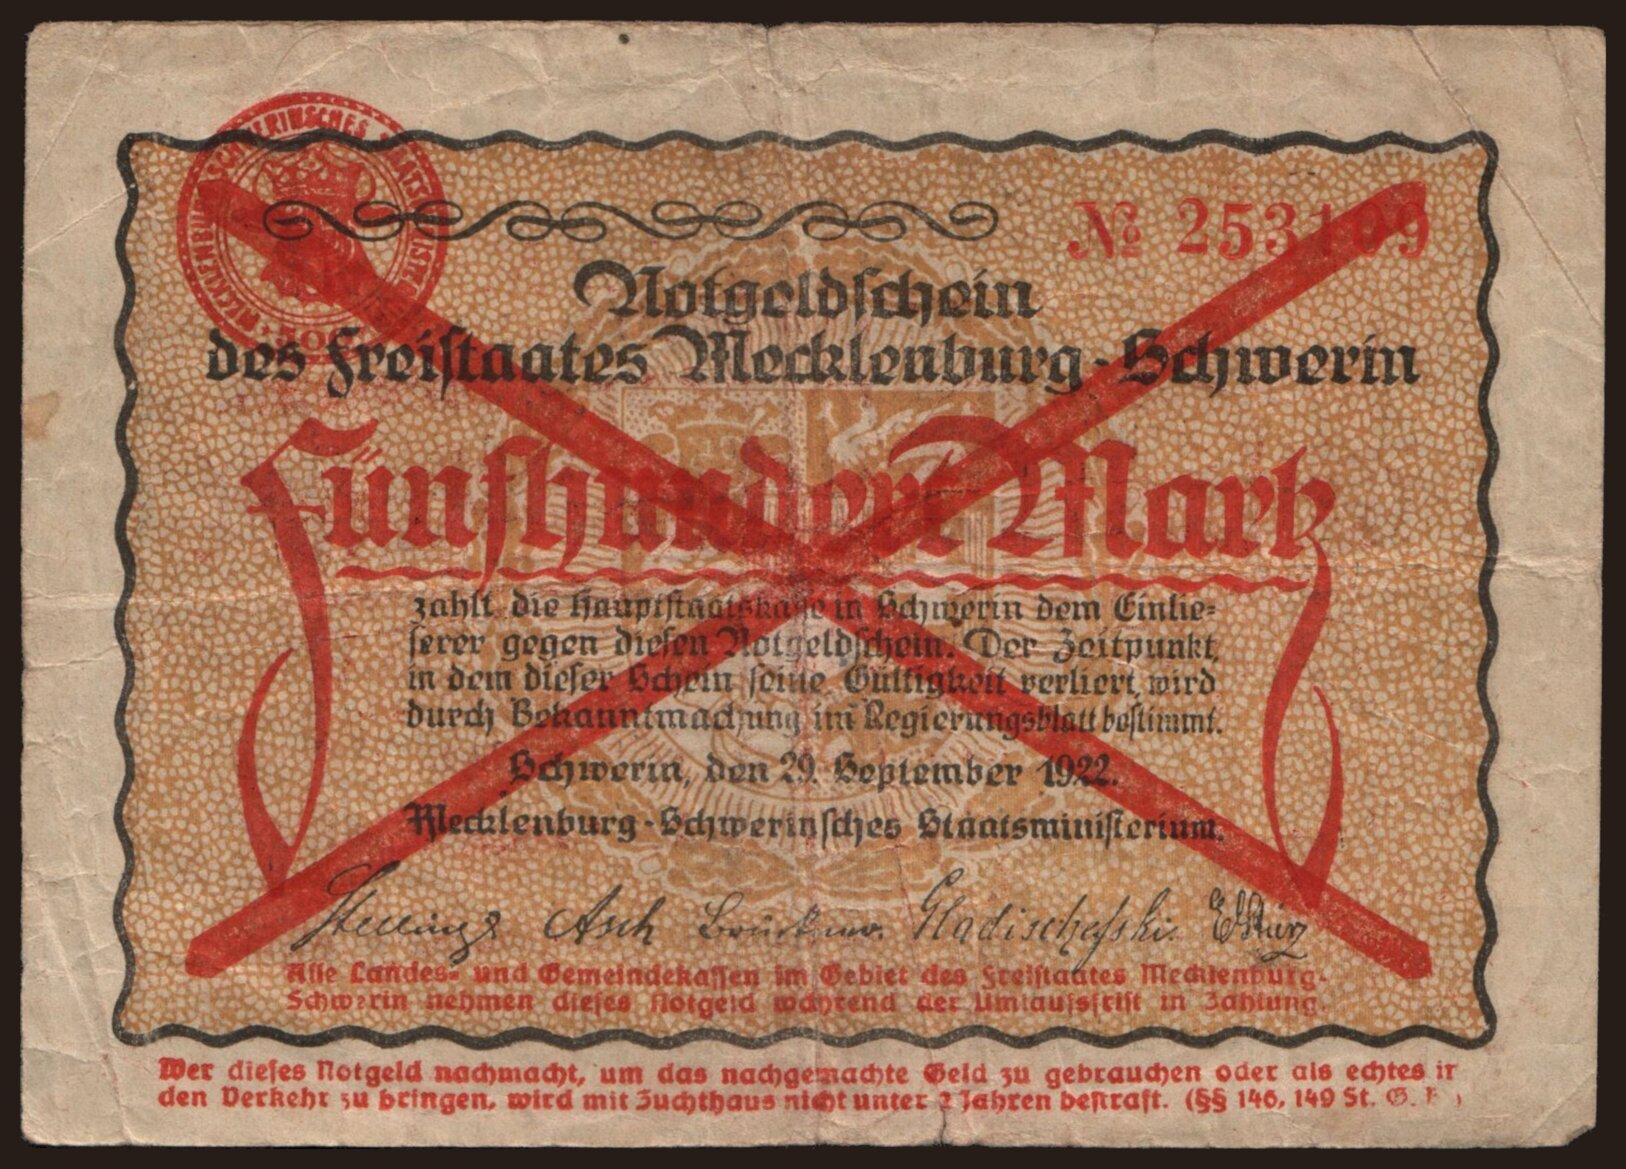 № 253109
Notgeldschein
des Freistaates Mecklenburg-Schwerin
Fünfhundert Mark
zahlt die Hauptstaatskasse in Schwerin dem Einlie=
ferer gegen diesen Notgeldschein. Der Zeitpunkt,
in dem dieser Schein seine Gültigkeit verliert, wird
durch Bekanntmachung im Regierungsblatt bestimmt.
Schwerin, den 29. September 1922.
Mecklenburg-Schwerinsches Staatsministerium.
Stelling Asch Gladischefski
Alle Landes= und Gemeindekassen im Gebiet des Freistaates Mecklenburg-
Schwerin nehmen dieses Notgeld während der Umlaufsfrist in Zahlung.
Wer dieses Notgeld nachmacht, um das nachgemachte Geld zu gebrauchen oder als echtes in
den Verkehr zu bringen, wird mit Zuchthaus nicht unter 2 Jahren bestraft. (§§ 146, 149 St. G. B.)